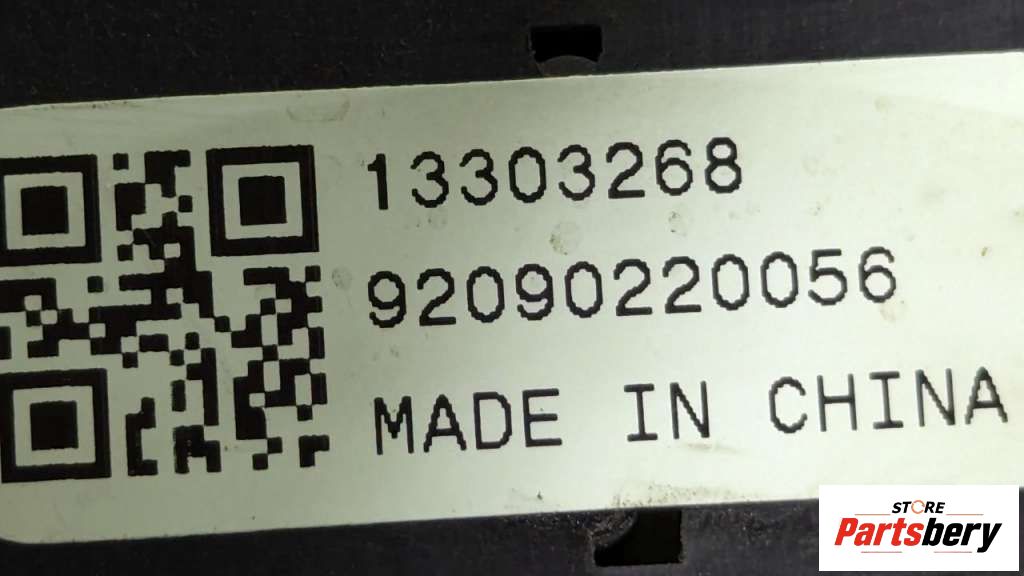 13303268
92090220056
MADE IN CHINA
STORE
Partsbery